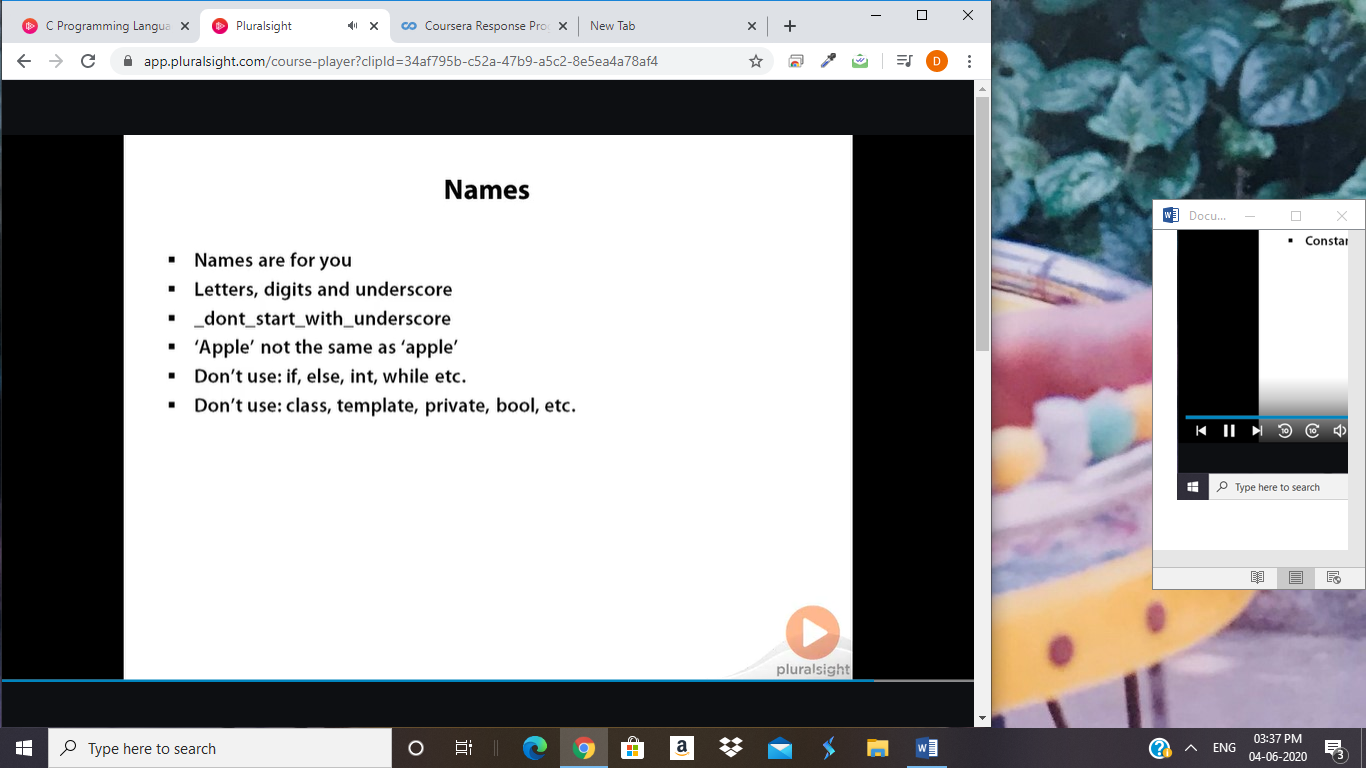 C Programming Langua
Pluralsight
Coursera Response Pro
New Tab
app.pluralsight.com/course-player?clipId=34af795b-c52a-47b9-a5c2-8e5ea4a78af4
D
Names
▪ Names are for you
▪ Letters, digits and underscore
▪ _dont_start_with_underscore
▪ ‘Apple’ not the same as ‘apple’
▪ Don’t use: if, else, int, while etc.
▪ Don’t use: class, template, private, bool, etc.
pluralsight
Docu...
▪ Constar
10 10
Type here to search
Type here to search
ENG
03:37 PM
04-06-2020
3